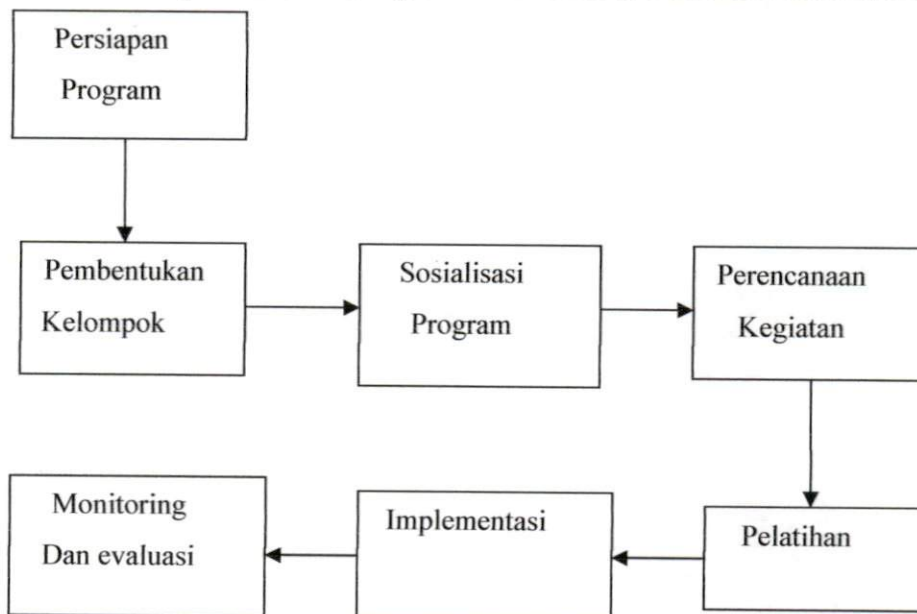 Persiapan
Program
Pembentukan
Kelompok
Sosialisasi
Program
Perencanaan
Kegiatan
Pelatihan
Implementasi
Monitoring
Dan evaluasi